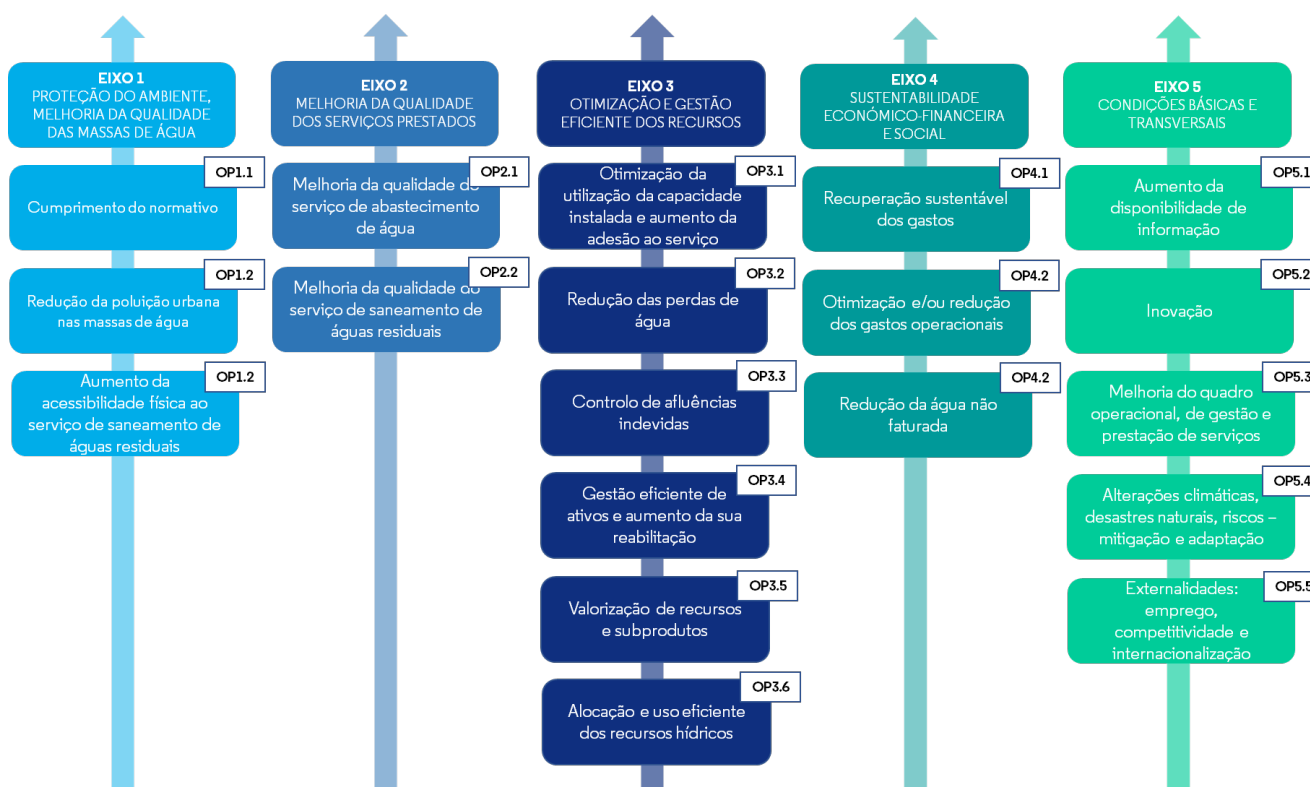 EIXO 1
PROTEÇÃO DO AMBIENTE,
MELHORIA DA QUALIDADE
DAS MASSAS DE ÁGUA
OP1.1
Cumprimento do normativo
OP1.2
Redução da poluição urbana
nas massas de água
OP1.2
Aumento da
acessibilidade física ao
serviço de saneamento de
águas residuais
EIXO 2
MELHORIA DA QUALIDADE
DOS SERVIÇOS PRESTADOS
OP2.1
Melhoria da qualidade do
serviço de abastecimento
de água
OP2.2
Melhoria da qualidade do
serviço de saneamento de
águas residuais
EIXO 3
OTIMIZAÇÃO E GESTÃO
EFICIENTE DOS RECURSOS
OP3.1
Otimização da
utilização da capacidade
instalada e aumento da
adesão ao serviço
OP3.2
Redução das perdas de
água
OP3.3
Controlo de afluências
indevidas
OP3.4
Gestão eficiente de
ativos e aumento da sua
reabilitação
OP3.5
Valorização de recursos
e subprodutos
OP3.6
Alocação e uso eficiente
dos recursos hídricos
EIXO 4
SUSTENTABILIDADE
ECONÓMICO-FINANCEIRA
E SOCIAL
OP4.1
Recuperação sustentável
dos gastos
OP4.2
Otimização e/ou redução
dos gastos operacionais
OP4.2
Redução da água não
faturada
EIXO 5
CONDIÇÕES BÁSICAS E
TRANSVERSAIS
OP5.1
Aumento da
disponibilidade de
informação
OP5.2
Inovação
OP5.3
Melhoria do quadro
operacional, de gestão e
prestação de serviços
OP5.4
Alterações climáticas,
desastres naturais, riscos –
mitigação e adaptação
OP5.5
Externalidades:
emprego,
competitividade e
internacionalização